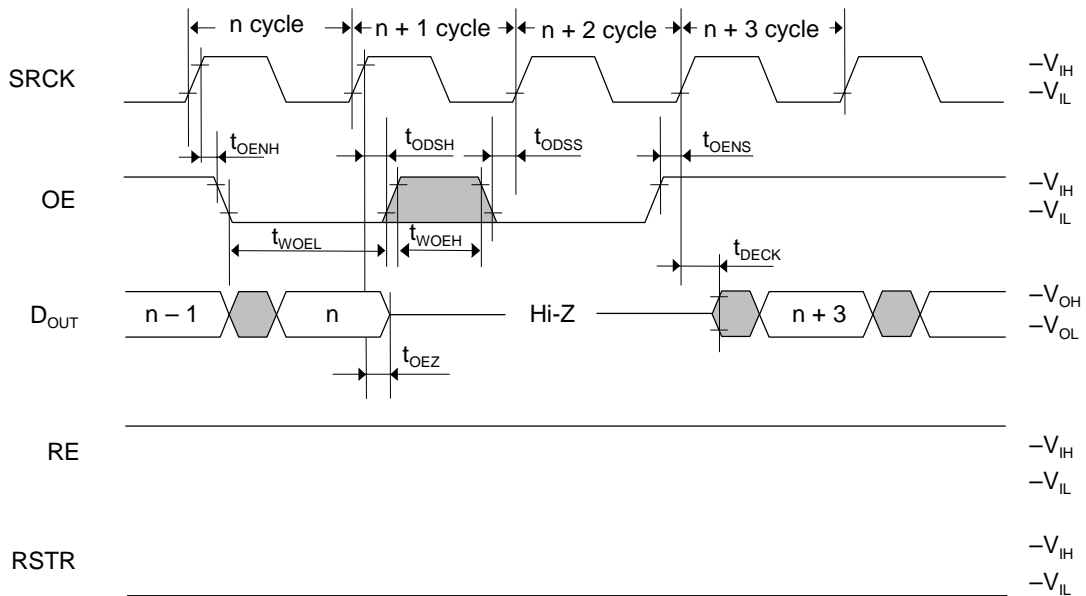 n cycle n + 1 cycle n + 2 cycle n + 3 cycle
SRCK
–VIH
–VIL
tOENH
tODSH
tODSS
tOENS
OE
–VIH
–VIL
tWOEL
tWOEH
tDECK
DOUT
n – 1
n
Hi-Z
n + 3
–VOH
–VOL
tOEZ
RE
–VIH
–VIL
RSTR
–VIH
–VIL